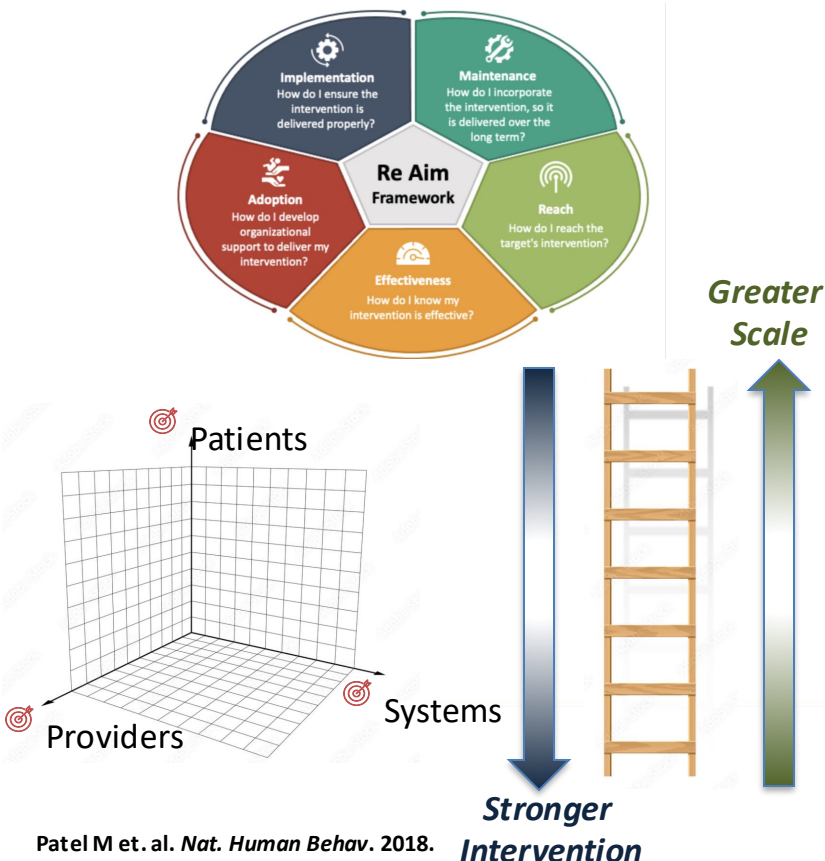 Implementation
How do I ensure the
intervention is
delivered properly?
Maintenance
How do I incorporate
the intervention, so it
is delivered over the
long term?
Re Aim
Framework
Adoption
How do I develop
organizational
support to deliver my
intervention?
Reach
How do I reach the
target's intervention?
Effectiveness
How do I know my
intervention is effective?
Greater
Scale
Patients
Systems
Providers
Stronger
Intervention
Patel M et. al. Nat. Human Behav. 2018.